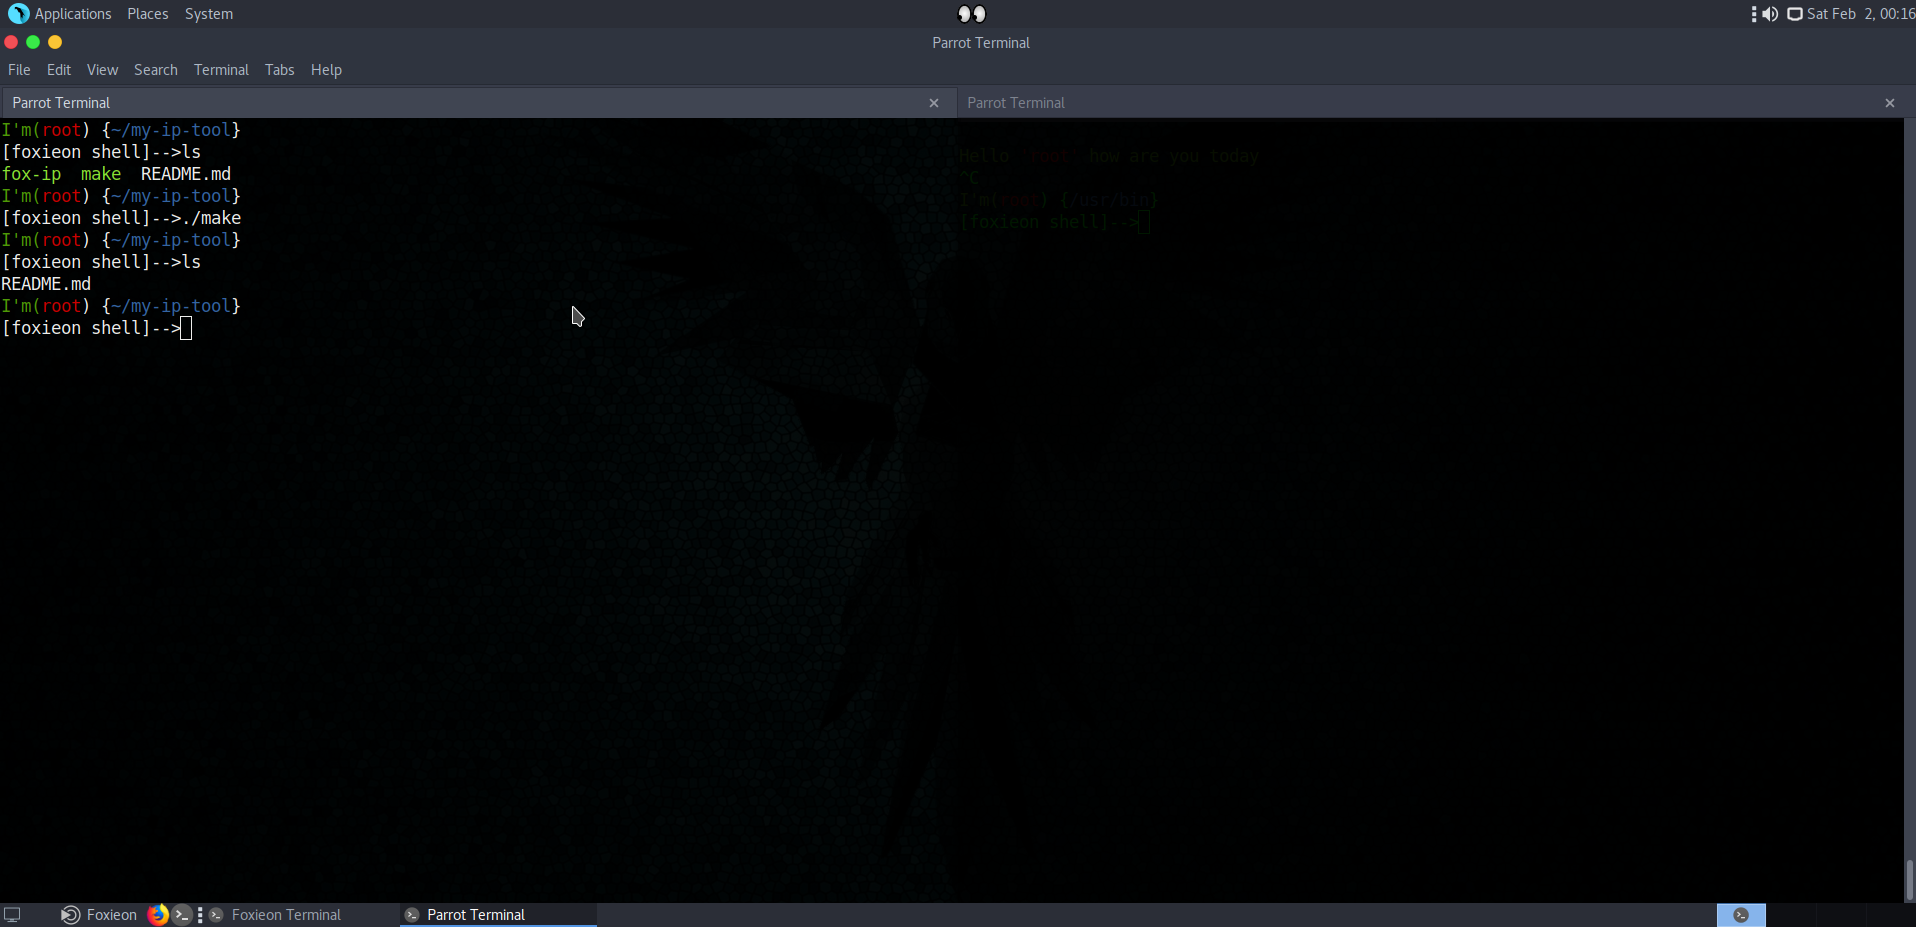 Applications Places System
Sat Feb 2, 00:16
Parrot Terminal
File Edit View Search Terminal Tabs Help
Parrot Terminal
Parrot Terminal
I'm(root) {~/my-ip-tool}
[foxieon shell]-->ls
fox-ip make README.md
I'm(root) {~/my-ip-tool}
[foxieon shell]-->./make
I'm(root) {~/my-ip-tool}
[foxieon shell]-->ls
README.md
I'm(root) {~/my-ip-tool}
[foxieon shell]-->
Hello "root" how are you today
^C
I'm(root) {/usr/bin}
[foxieon shell]-->
Foxieon
Foxieon Terminal
Parrot Terminal